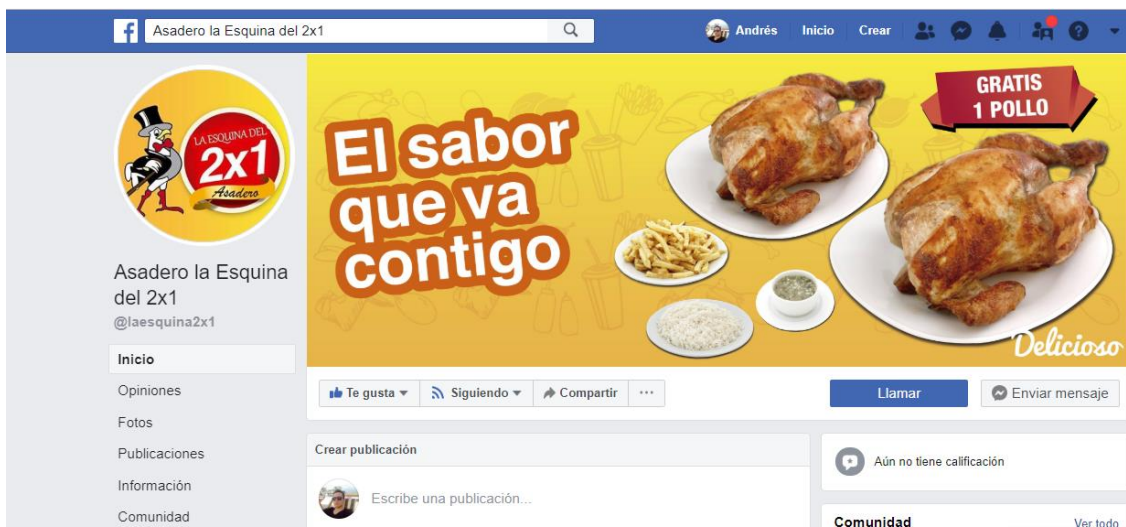 Asadero la Esquina del 2x1
Andrés Inicio Crear
LA ESQUINA DEL
2x1
Asadero
El sabor
que va
contigo
GRATIS
1 POLLO
Delicioso
Asadero la Esquina
del 2x1
@laesquina2x1
Inicio
Opiniones
Fotos
Publicaciones
Información
Comunidad
Te gusta Siguiendo Compartir ...
Llamar Enviar mensaje
Crear publicación
Escribe una publicación...
Aún no tiene calificación
Comunidad Ver todo